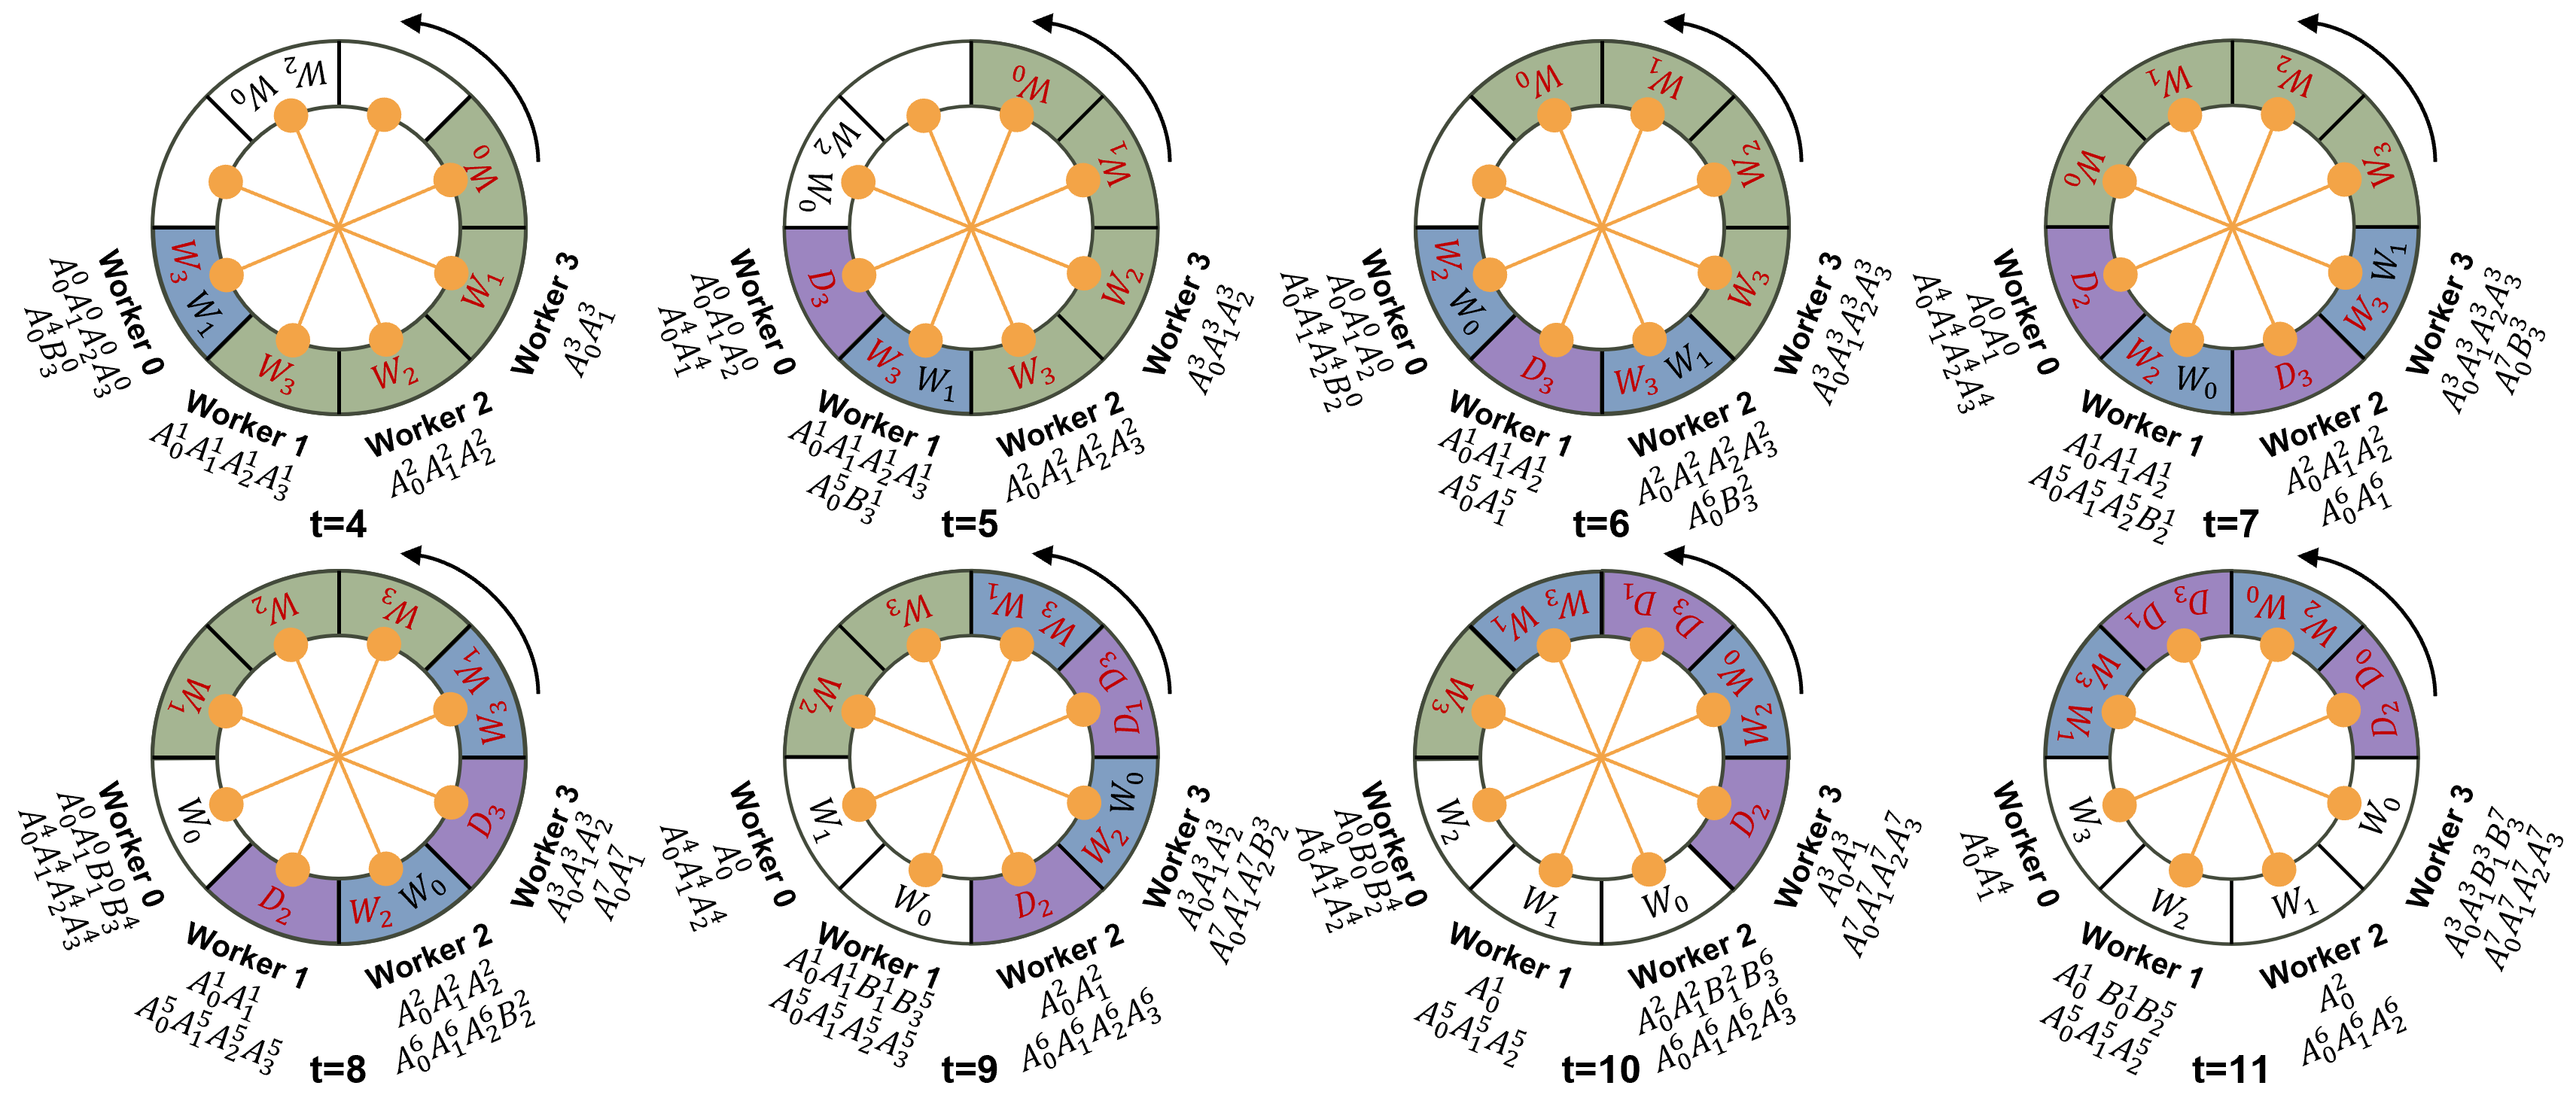 W₀ W₂
W₀
W₃ W₁
W₁
W₃
W₂
Worker 0
A₀⁰A₁⁰A₂⁰A₃⁰
A₀⁴B₃⁰
Worker 1
A₀¹A₁¹A₂¹A₃¹
Worker 2
A₀²A₁²A₂²
Worker 3
A₀³A₁³
t=4
W₀
W₂
W₁
W₀
D₃
W₂
W₃ W₁
W₃
Worker 0
A₀⁰A₁⁰A₂⁰
A₀⁴A₁⁴
Worker 1
A₀¹A₁¹A₂¹A₃¹
A₀⁵B₃¹
Worker 2
A₀²A₁²A₂²A₃²
Worker 3
A₀³A₁³A₂³
t=5
W₀
W₁
W₂
W₂ W₀
W₃
D₃
W₃ W₁
Worker 0
A₀⁰A₁⁰A₂⁰
A₀⁴A₁⁴A₂⁴B₂⁰
Worker 1
A₀¹A₁¹A₂¹
A₀⁵A₁⁵
Worker 2
A₀²A₁²A₂²A₃²
A₀⁶B₃²
Worker 3
A₀³A₁³A₂³A₃³
t=6
W₁
W₂
W₀
W₃
D₂
W₃ W₁
W₂ W₀
D₃
Worker 0
A₀⁰A₁⁰
A₀⁴A₁⁴A₂⁴A₃⁴
Worker 1
A₀¹A₁¹A₂¹
A₀⁵A₁⁵A₂⁵B₂¹
Worker 2
A₀²A₁²A₂²
A₀⁶A₁⁶
Worker 3
A₀³A₁³A₂³A₃³
A₀⁷B₃³
t=7
W₂
W₃
W₁
W₃ W₁
W₀
D₃
D₂
W₂ W₀
Worker 0
A₀⁰A₁⁰B₁⁰B₃⁴
A₀⁴A₁⁴A₂⁴A₃⁴
Worker 1
A₀¹A₁¹
A₀⁵A₁⁵A₂⁵A₃⁵
Worker 2
A₀²A₁²A₂²
A₀⁶A₁⁶A₂⁶B₂²
Worker 3
A₀³A₁³A₂³
A₀⁷A₁⁷
t=8
W₃
W₃ W₁
W₂
D₁ D₃
W₁
W₂ W₀
W₀
D₂
Worker 0
A₀⁰
A₀⁴A₁⁴A₂⁴
Worker 1
A₀¹A₁¹B₁¹B₃⁵
A₀⁵A₁⁵A₂⁵A₃⁵
Worker 2
A₀²A₁²
A₀⁶A₁⁶A₂⁶A₃⁶
Worker 3
A₀³A₁³A₂³
A₀⁷A₁⁷A₂⁷B₂³
t=9
W₃ W₁
D₃ D₁
W₃
W₂ W₀
W₂
D₂
W₁
W₀
Worker 0
A₀⁰B₀⁰B₂⁴
A₀⁴A₁⁴A₂⁴
Worker 1
A₀¹
A₀⁵A₁⁵A₂⁵
Worker 2
A₀²A₁²B₁²B₃⁶
A₀⁶A₁⁶A₂⁶A₃⁶
Worker 3
A₀³A₁³
A₀⁷A₁⁷A₂⁷A₃⁷
t=10
D₃ D₁
W₂ W₀
W₁ W₃
D₂ D₀
W₃
W₀
W₂
W₁
Worker 0
A₀⁴A₁⁴
Worker 1
A₀¹ B₀¹B₂⁵
A₀⁵A₁⁵A₂⁵
Worker 2
A₀²
A₀⁶A₁⁶A₂⁶
Worker 3
A₀³A₁³B₁³B₃⁷
A₀⁷A₁⁷A₂⁷A₃⁷
t=11